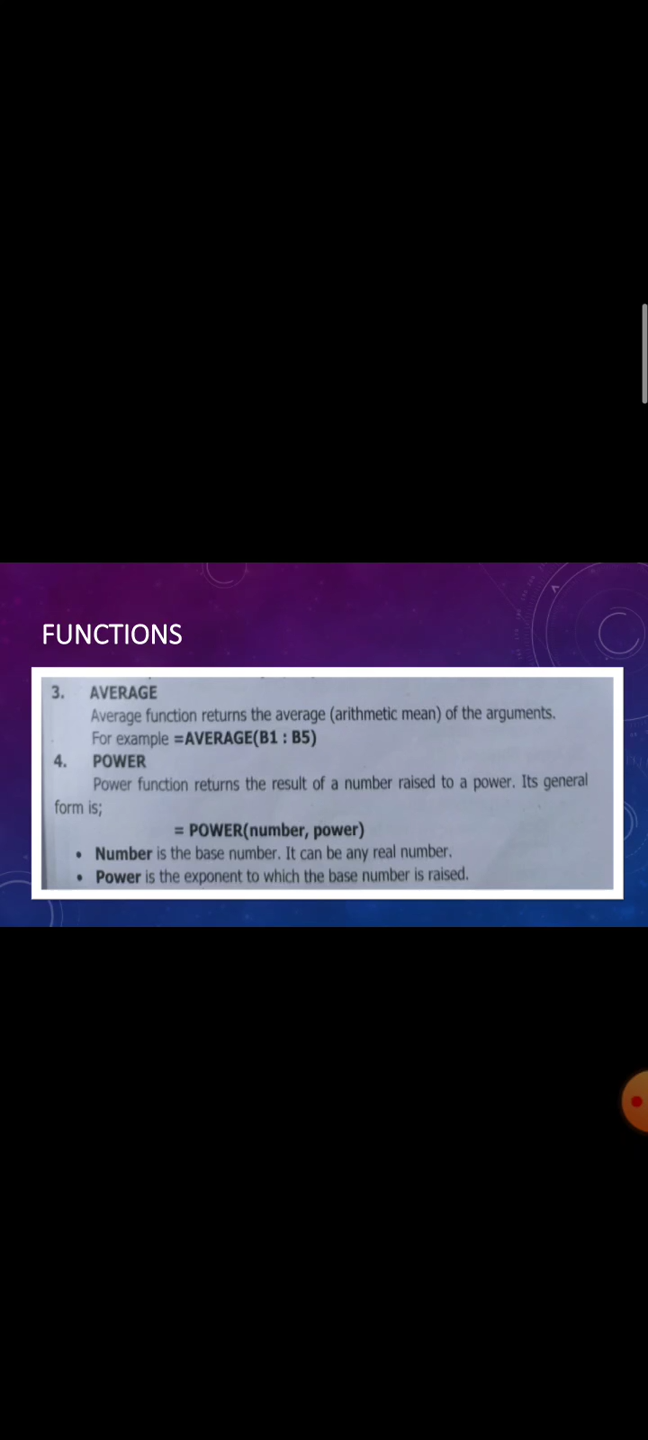 FUNCTIONS
3. AVERAGE
Average function returns the average (arithmetic mean) of the arguments.
For example =AVERAGE(B1 : B5)
4. POWER
Power function returns the result of a number raised to a power. Its general
form is;
= POWER(number, power)
• Number is the base number. It can be any real number.
• Power is the exponent to which the base number is raised.